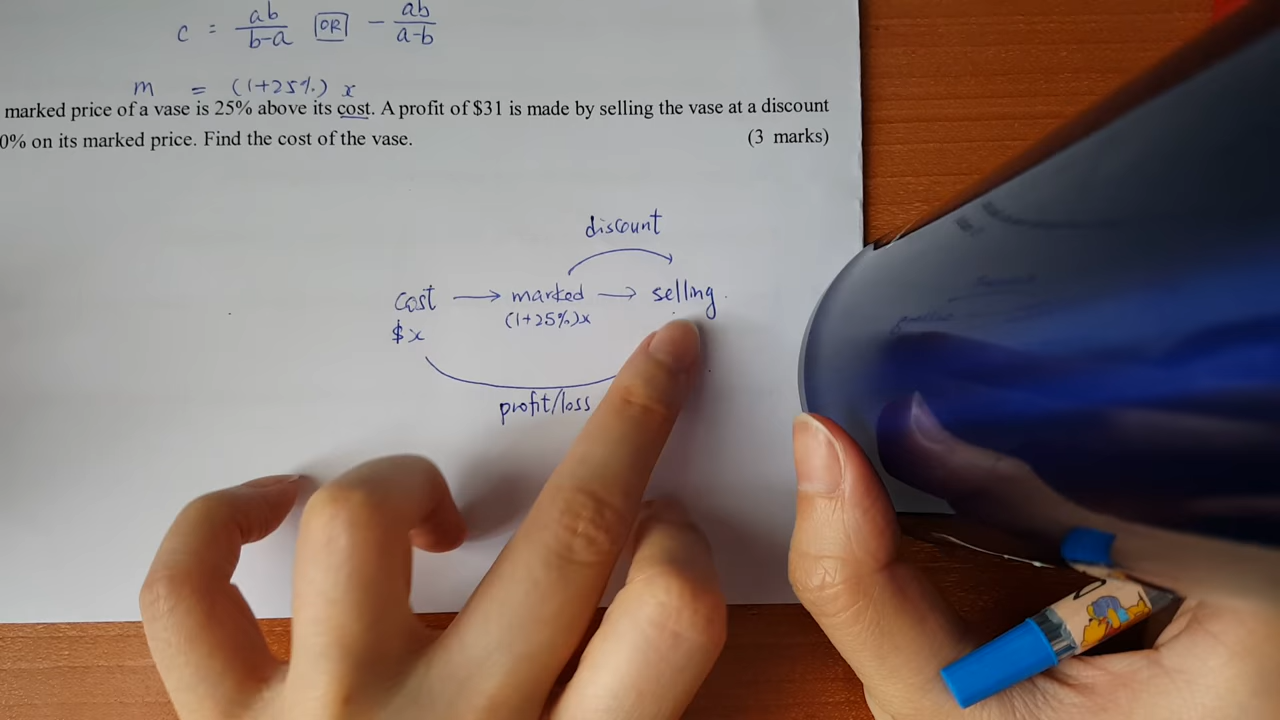 c = ab/b-a OR - ab/a-b
m = (1+25%) x
marked price of a vase is 25% above its cost. A profit of $31 is made by selling the vase at a discount
0% on its marked price. Find the cost of the vase.
(3 marks)
discount
cost → marked → selling
$x (1+25%)x
profit/loss